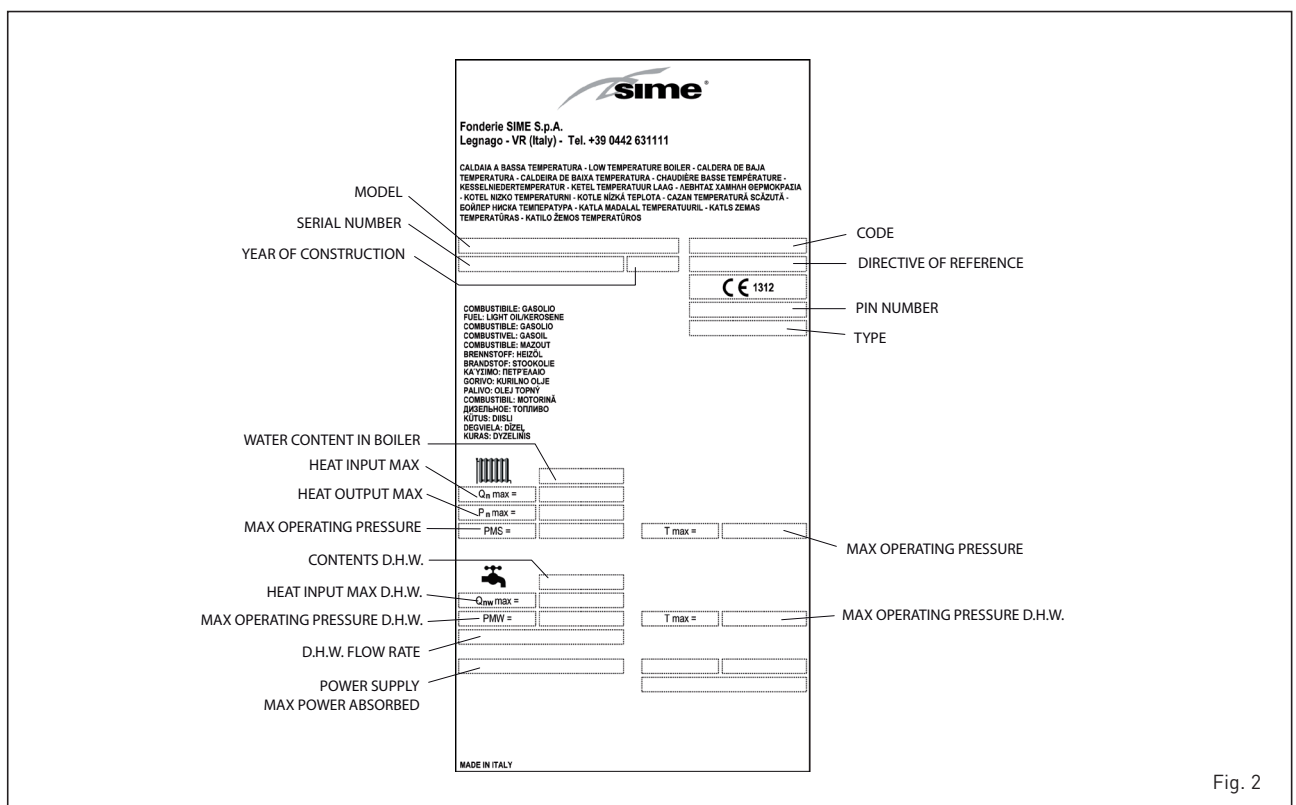 sime®
Fonderie SIME S.p.A.
Legnago - VR (Italy) - Tel. +39 0442 631111
CALDAIA A BASSA TEMPERATURA - LOW TEMPERATURE BOILER - CALDERA DE BAJA
TEMPERATURA - CALDEIRA DE BAIXA TEMPERATURA - CHAUDIÈRE BASSE TEMPÉRATURE -
KESSELNIEDERTEMPERATUR - KETEL TEMPERATUUR LAAG - ΛΕΒΗΤΑΣ ΧΑΜΗΛΗ ΘΕΡΜΟΚΡΑΣΙΑ
- KOTEL NIZKO TEMPERATURNI - KOTLE NÍZKÁ TEPLOTA - CAZAN TEMPERATURĂ SCĂZUTĂ -
БОЙЛЕР НИСКА ТЕМПЕРАТУРА - KATLA MADALAL TEMPERATUURIL - KATLS ZEMAS
TEMPERATŪRAS - KATILO ŽEMOS TEMPERATŪROS
MODEL
SERIAL NUMBER
YEAR OF CONSTRUCTION
CODE
DIRECTIVE OF REFERENCE
CE 1312
PIN NUMBER
TYPE
COMBUSTIBILE: GASOLIO
FUEL: LIGHT OIL/KEROSENE
COMBUSTIBLE: GASOLIO
COMBUSTIVEL: GASOIL
COMBUSTIBLE: MAZOUT
BRENNSTOFF: HEIZÖL
BRANDSTOF: STOOKOLIE
ΚΑΎΣΙΜΟ: ΠΕΤΡΈΛΑΙΟ
GORIVO: KURILNO OLJE
PALIVO: OLEJ TOPNÝ
COMBUSTIBIL: MOTORINĂ
ДИЗЕЛЬНОЕ: ТОПЛИВО
KÜTUS: DIISLI
DEGVIELA: DĪZEĻ
KURAS: DYZELINIS
WATER CONTENT IN BOILER
HEAT INPUT MAX
Qn max =
HEAT OUTPUT MAX
Pn max =
MAX OPERATING PRESSURE
PMS =
T max =
MAX OPERATING PRESSURE
CONTENTS D.H.W.
HEAT INPUT MAX D.H.W.
Qnw max =
MAX OPERATING PRESSURE D.H.W.
PMW =
T max =
MAX OPERATING PRESSURE D.H.W.
D.H.W. FLOW RATE
POWER SUPPLY
MAX POWER ABSORBED
MADE IN ITALY
Fig. 2